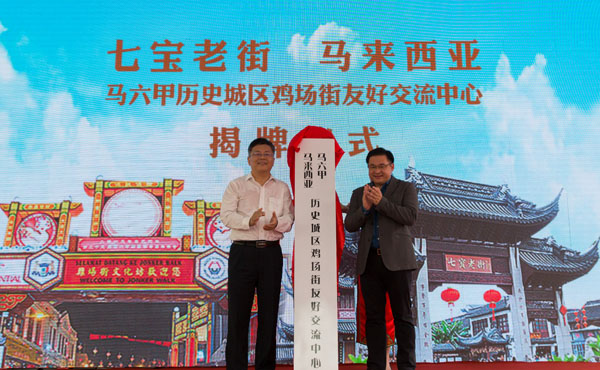 七宝老街 马来西亚
马六甲历史城区鸡场街友好交流中心
揭牌仪式
马六甲
马来西亚
历史城区鸡场街友好交流中心
SELAMAT DATANG KE JONKER WALK
雞場街文化坊歡迎您
WELCOME TO JONKER WALK
七宝老街